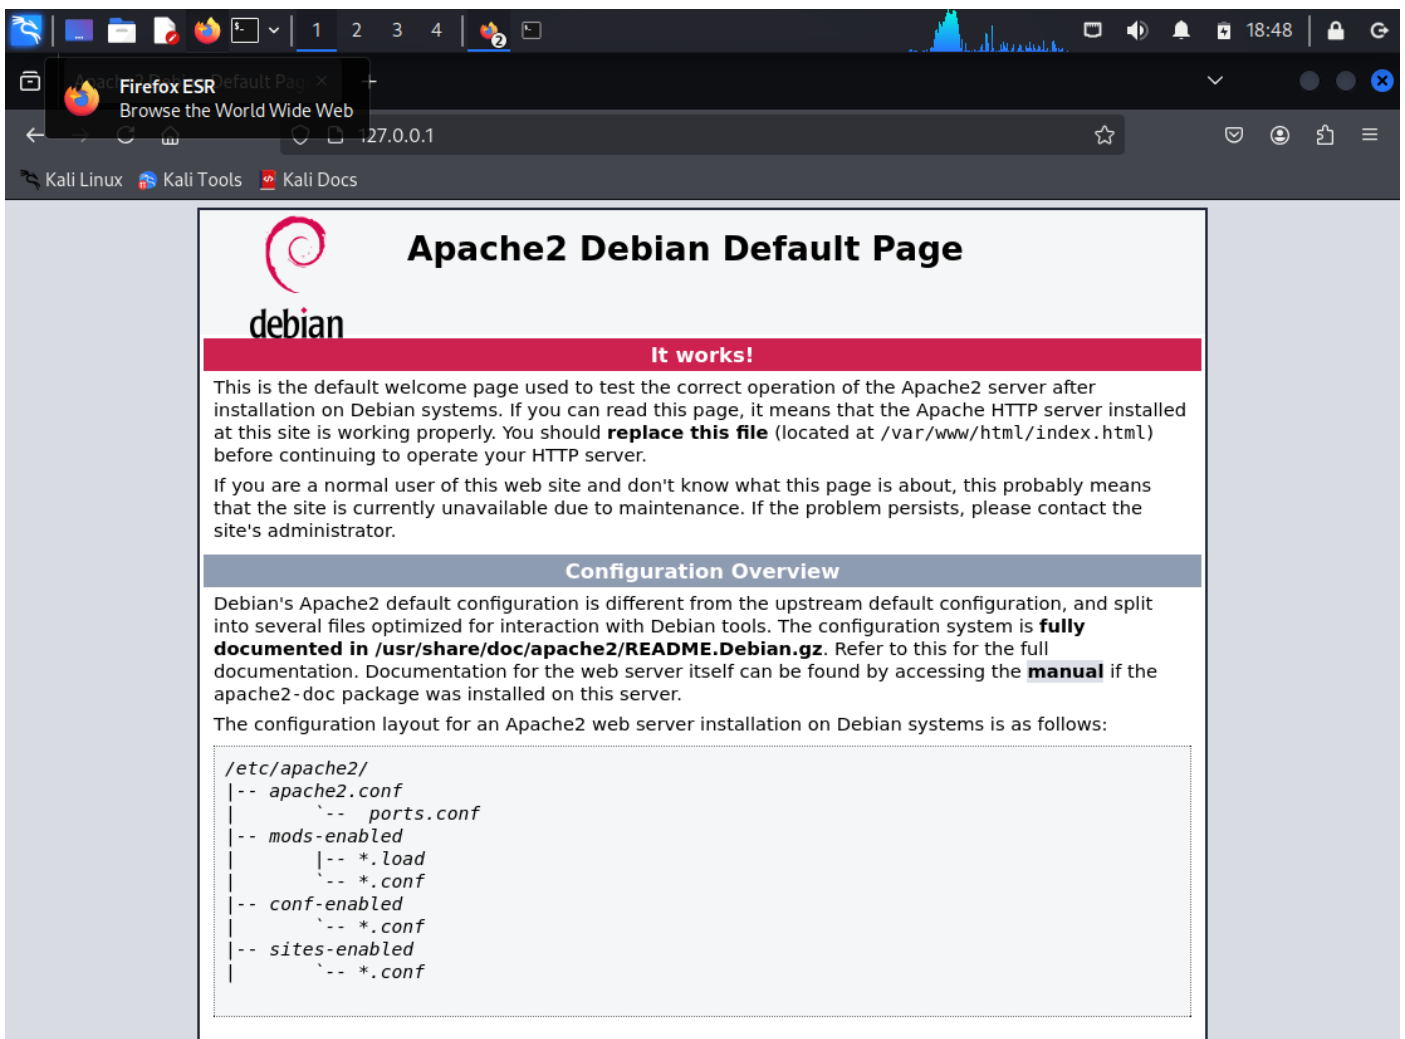 1 2 3 4 2 18:48
Apache2 Debian Default Pag ×
Firefox ESR
Browse the World Wide Web
127.0.0.1
Kali Linux Kali Tools Kali Docs
debian
Apache2 Debian Default Page
It works!
This is the default welcome page used to test the correct operation of the Apache2 server after
installation on Debian systems. If you can read this page, it means that the Apache HTTP server installed
at this site is working properly. You should replace this file (located at /var/www/html/index.html)
before continuing to operate your HTTP server.
If you are a normal user of this web site and don't know what this page is about, this probably means
that the site is currently unavailable due to maintenance. If the problem persists, please contact the
site's administrator.
Configuration Overview
Debian's Apache2 default configuration is different from the upstream default configuration, and split
into several files optimized for interaction with Debian tools. The configuration system is fully
documented in /usr/share/doc/apache2/README.Debian.gz. Refer to this for the full
documentation. Documentation for the web server itself can be found by accessing the manual if the
apache2-doc package was installed on this server.
The configuration layout for an Apache2 web server installation on Debian systems is as follows:
/etc/apache2/
|-- apache2.conf
|       `--  ports.conf
|-- mods-enabled
|       |-- *.load
|       `-- *.conf
|-- conf-enabled
|       `-- *.conf
|-- sites-enabled
|       `-- *.conf